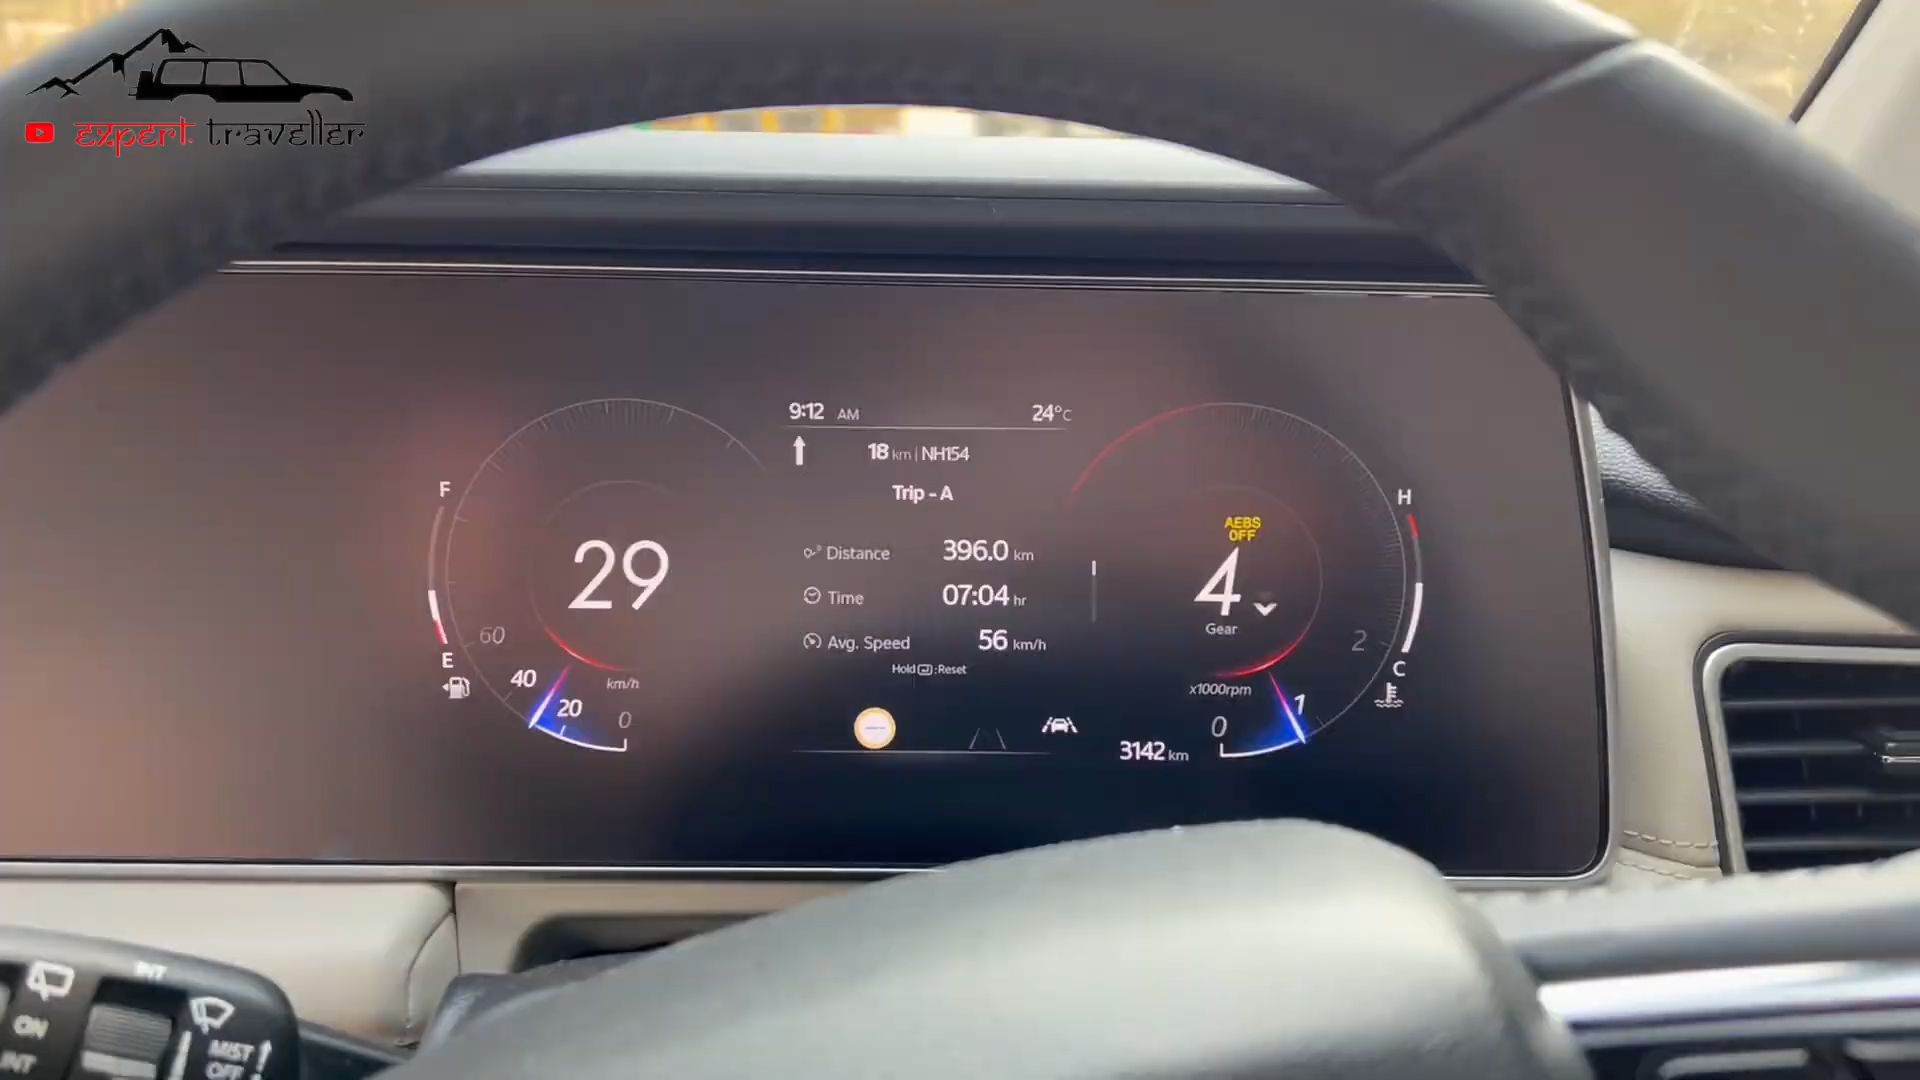 expert traveller
9:12 AM 24°C
18 km | NH154
Trip - A
F
H
AEBS
OFF
29
Distance 396.0 km
4
Time 07:04 hr
Gear
60
2
Avg. Speed 56 km/h
E
C
Hold :Reset
40
km/h
x1000rpm
20
0
1
0
3142 km
INT
ON
INT
MIST
OFF